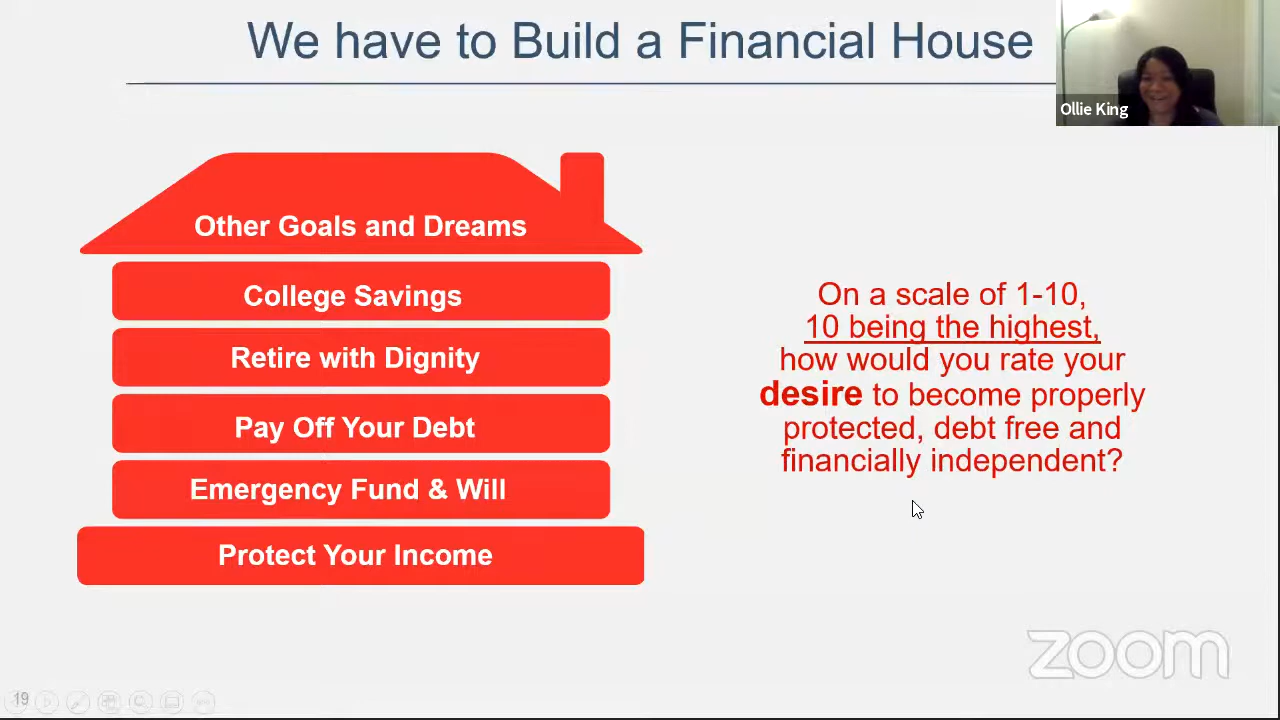 We have to Build a Financial House
Ollie King
Other Goals and Dreams
College Savings
Retire with Dignity
Pay Off Your Debt
Emergency Fund & Will
Protect Your Income
On a scale of 1-10,
10 being the highest,
how would you rate your
desire to become properly
protected, debt free and
financially independent?
zoom
19